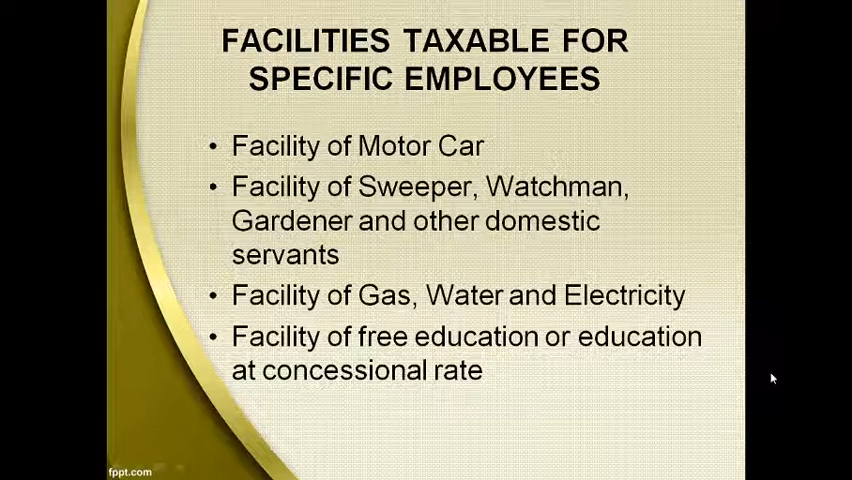 FACILITIES TAXABLE FOR
SPECIFIC EMPLOYEES
• Facility of Motor Car
• Facility of Sweeper, Watchman,
Gardener and other domestic
servants
• Facility of Gas, Water and Electricity
• Facility of free education or education
at concessional rate
fppt.com